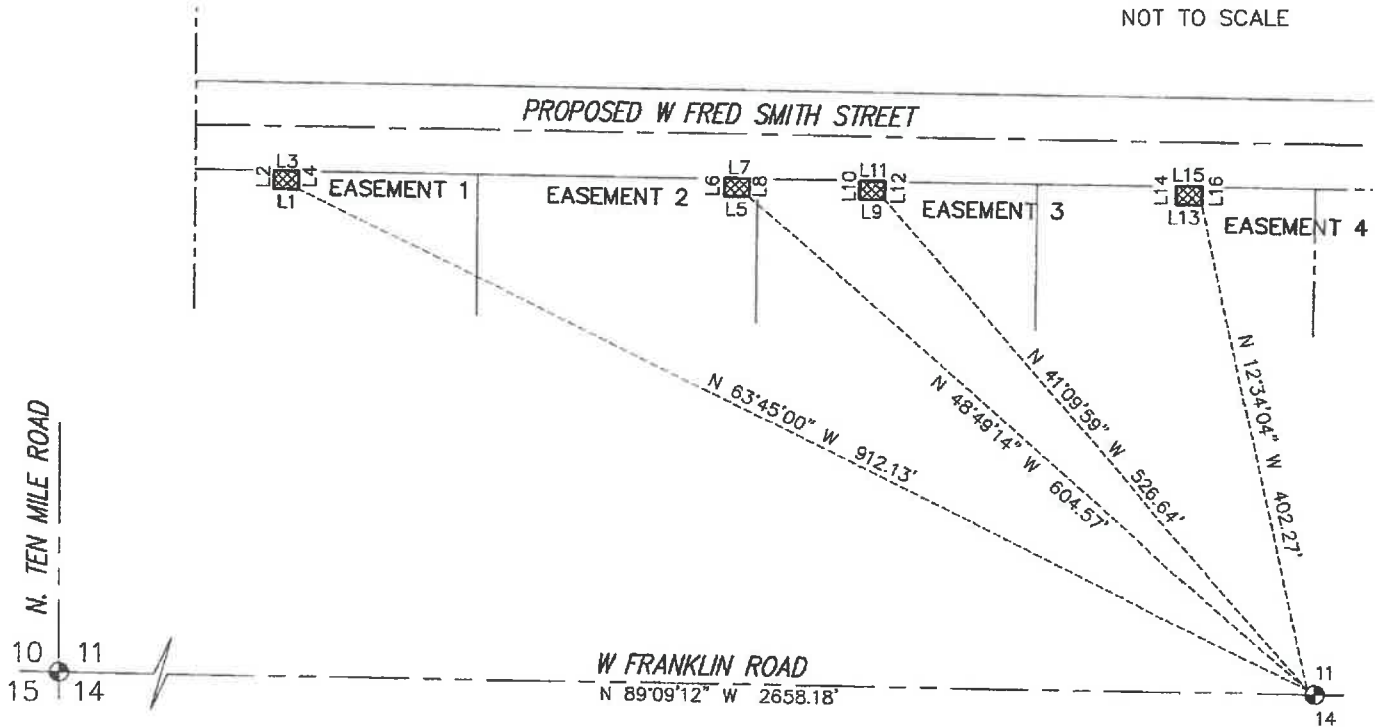 NOT TO SCALE
PROPOSED W FRED SMITH STREET
L2
L3
L4
L1
EASEMENT 1
EASEMENT 2
L6
L7
L8
L5
L10
L11
L12
L9
EASEMENT 3
L14
L15
L16
L13
EASEMENT 4
N 63°45'00" W 912.13'
N 48°49'14" W 604.57'
N 41°09'59" W 526.64'
N 12°34'04" W 402.27'
N. TEN MILE ROAD
10 11
15 14
W FRANKLIN ROAD
N 89°09'12" W 2658.18'
11
14